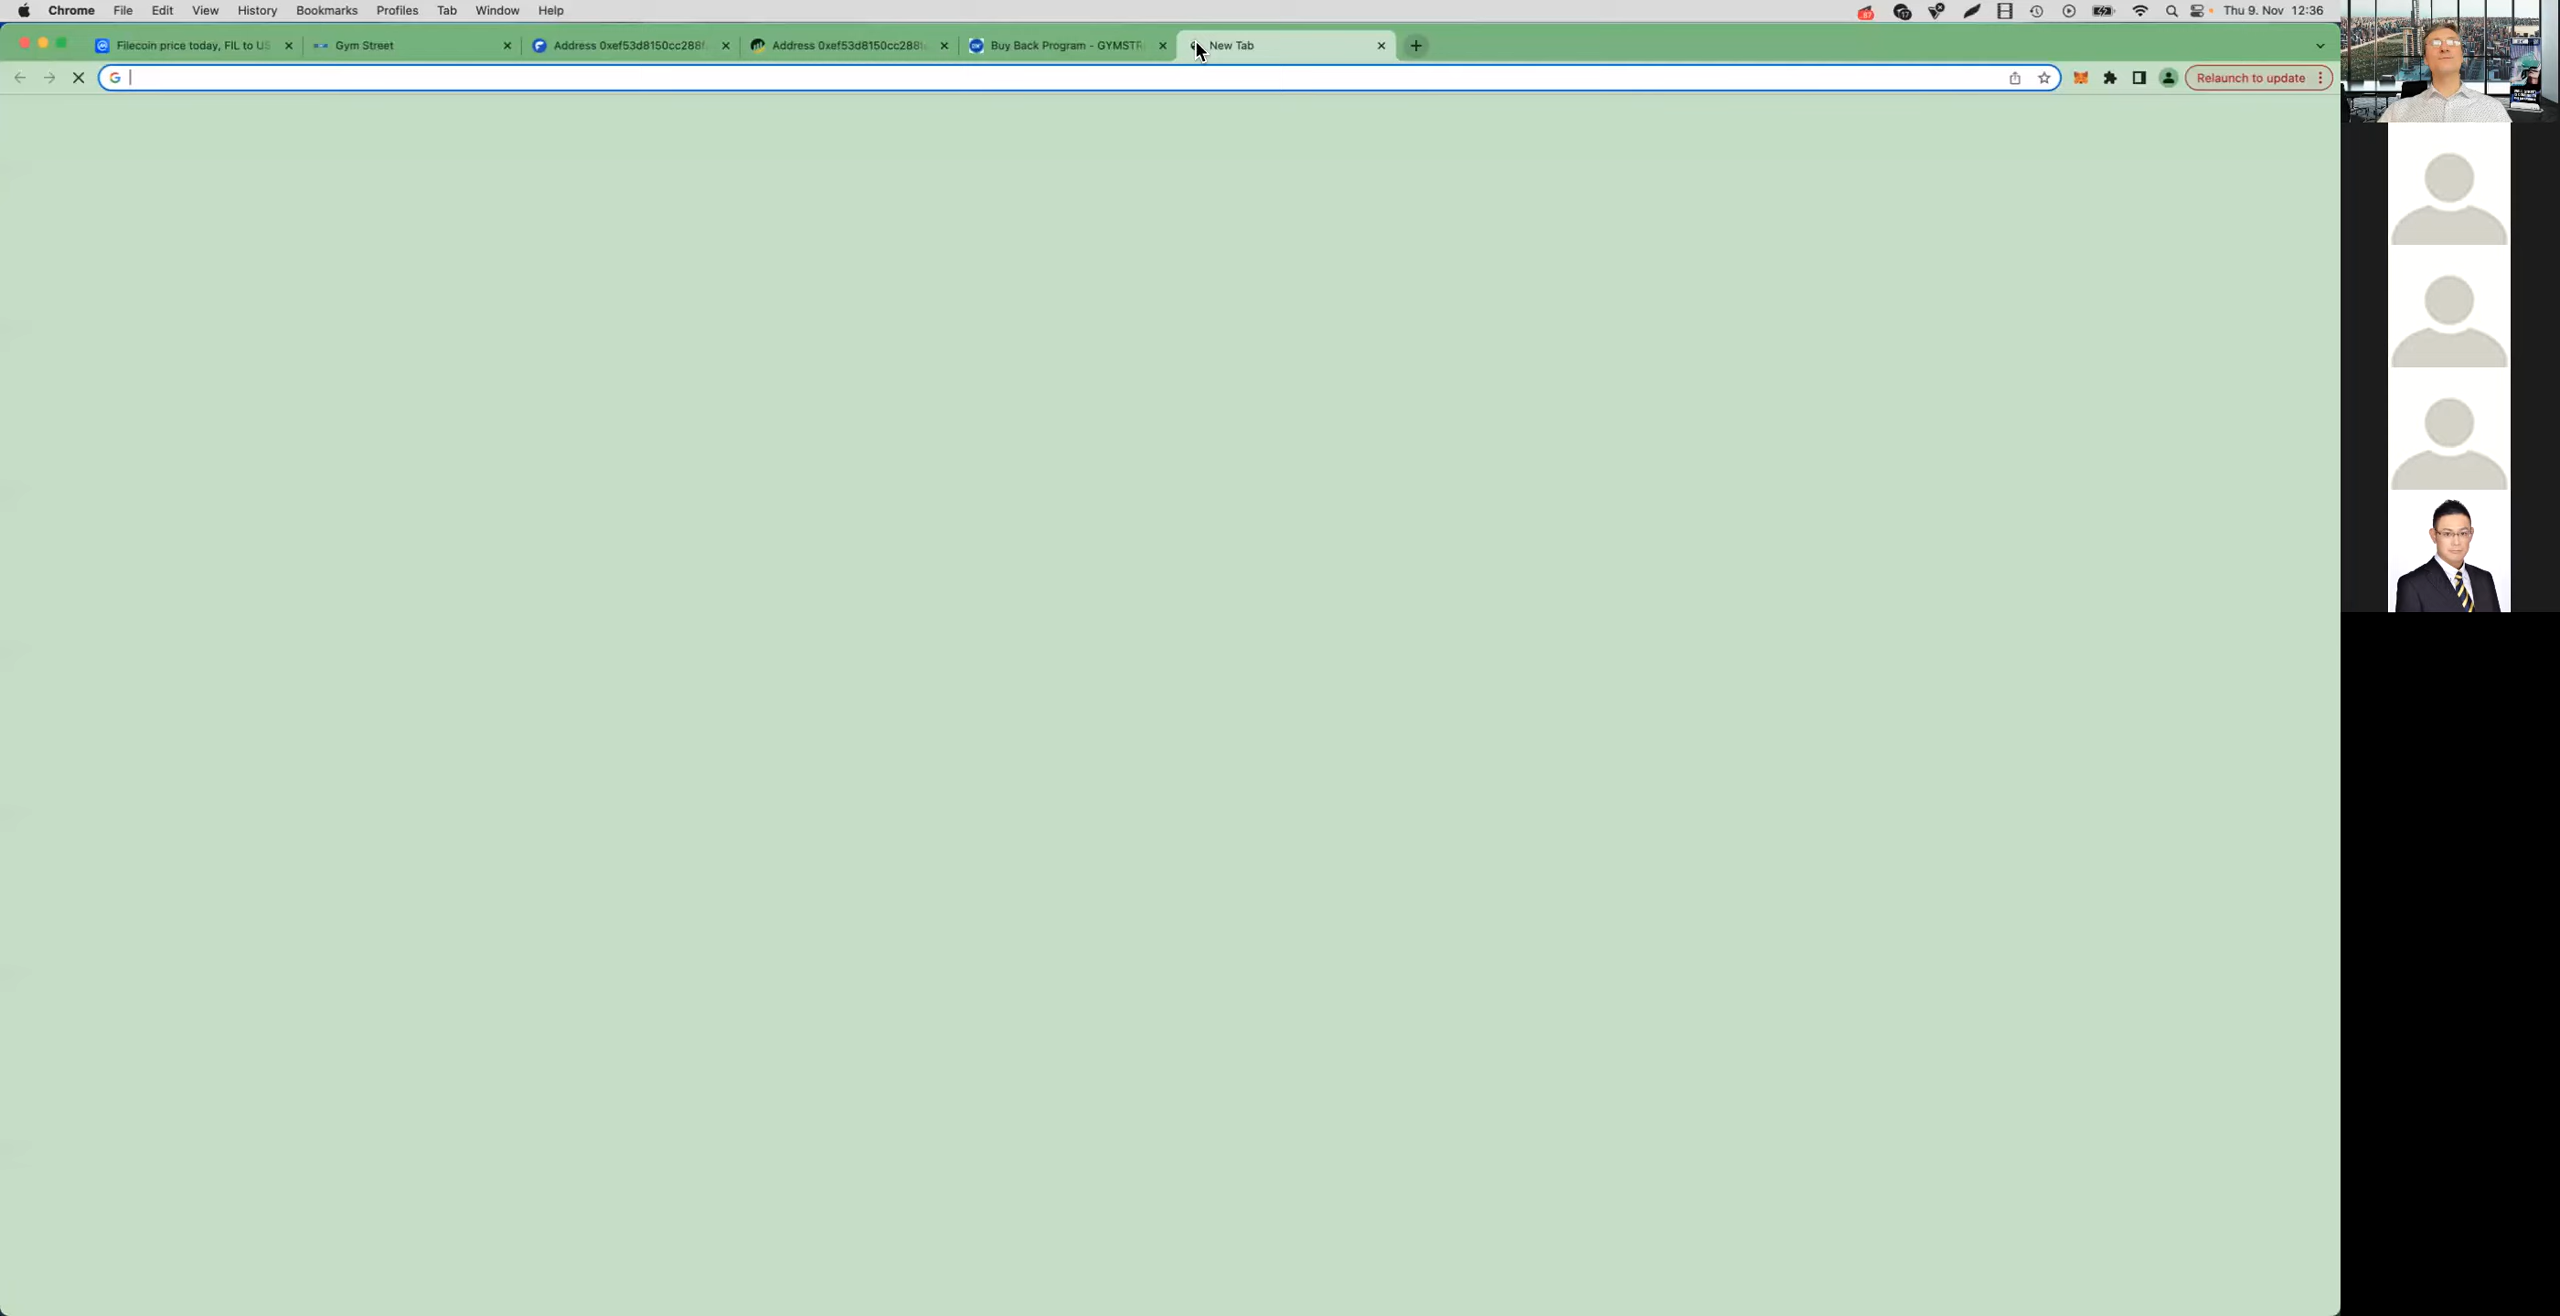 Chrome File Edit View History Bookmarks Profiles Tab Window Help Thu 9. Nov 12:36
Filecoin price today, FIL to US Gym Street Address 0xef53d8150cc288f Address 0xef53d8150cc288 Buy Back Program - GYMSTR New Tab
Relaunch to update